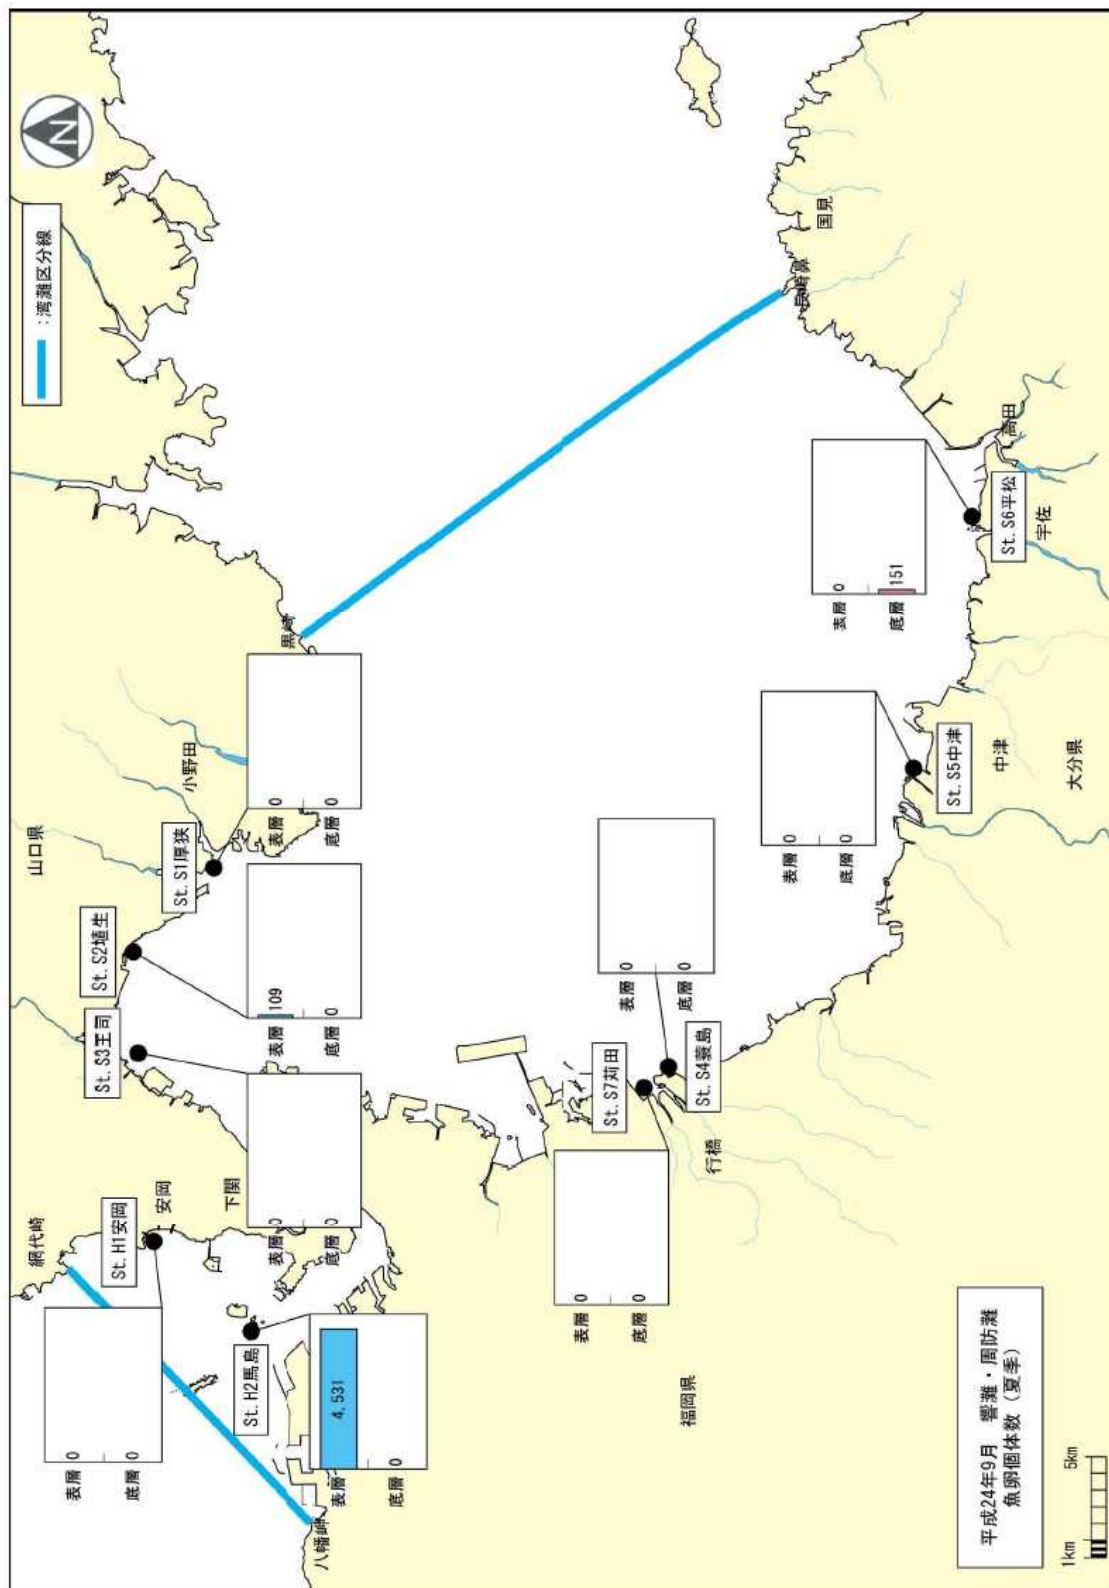 N
：湾灘区分線
山口県
小野田
黒崎
国見
長崎鼻
高田
宇佐
中津
大分県
行橋
福岡県
下関
安岡
網代崎
八幡岬
St. H1安岡
表層 0
底層 0
St. H2馬島
表層 4,531
底層 0
St. S3王司
表層 0
底層 0
St. S2埴生
表層 109
底層 0
St. S1厚狭
表層 0
底層 0
St. S7苅田
表層 0
底層 0
St. S4蓑島
表層 0
底層 0
St. S5中津
表層 0
底層 0
St. S6平松
表層 0
底層 151
平成24年9月 響灘・周防灘
魚卵個体数（夏季）
1km 5km